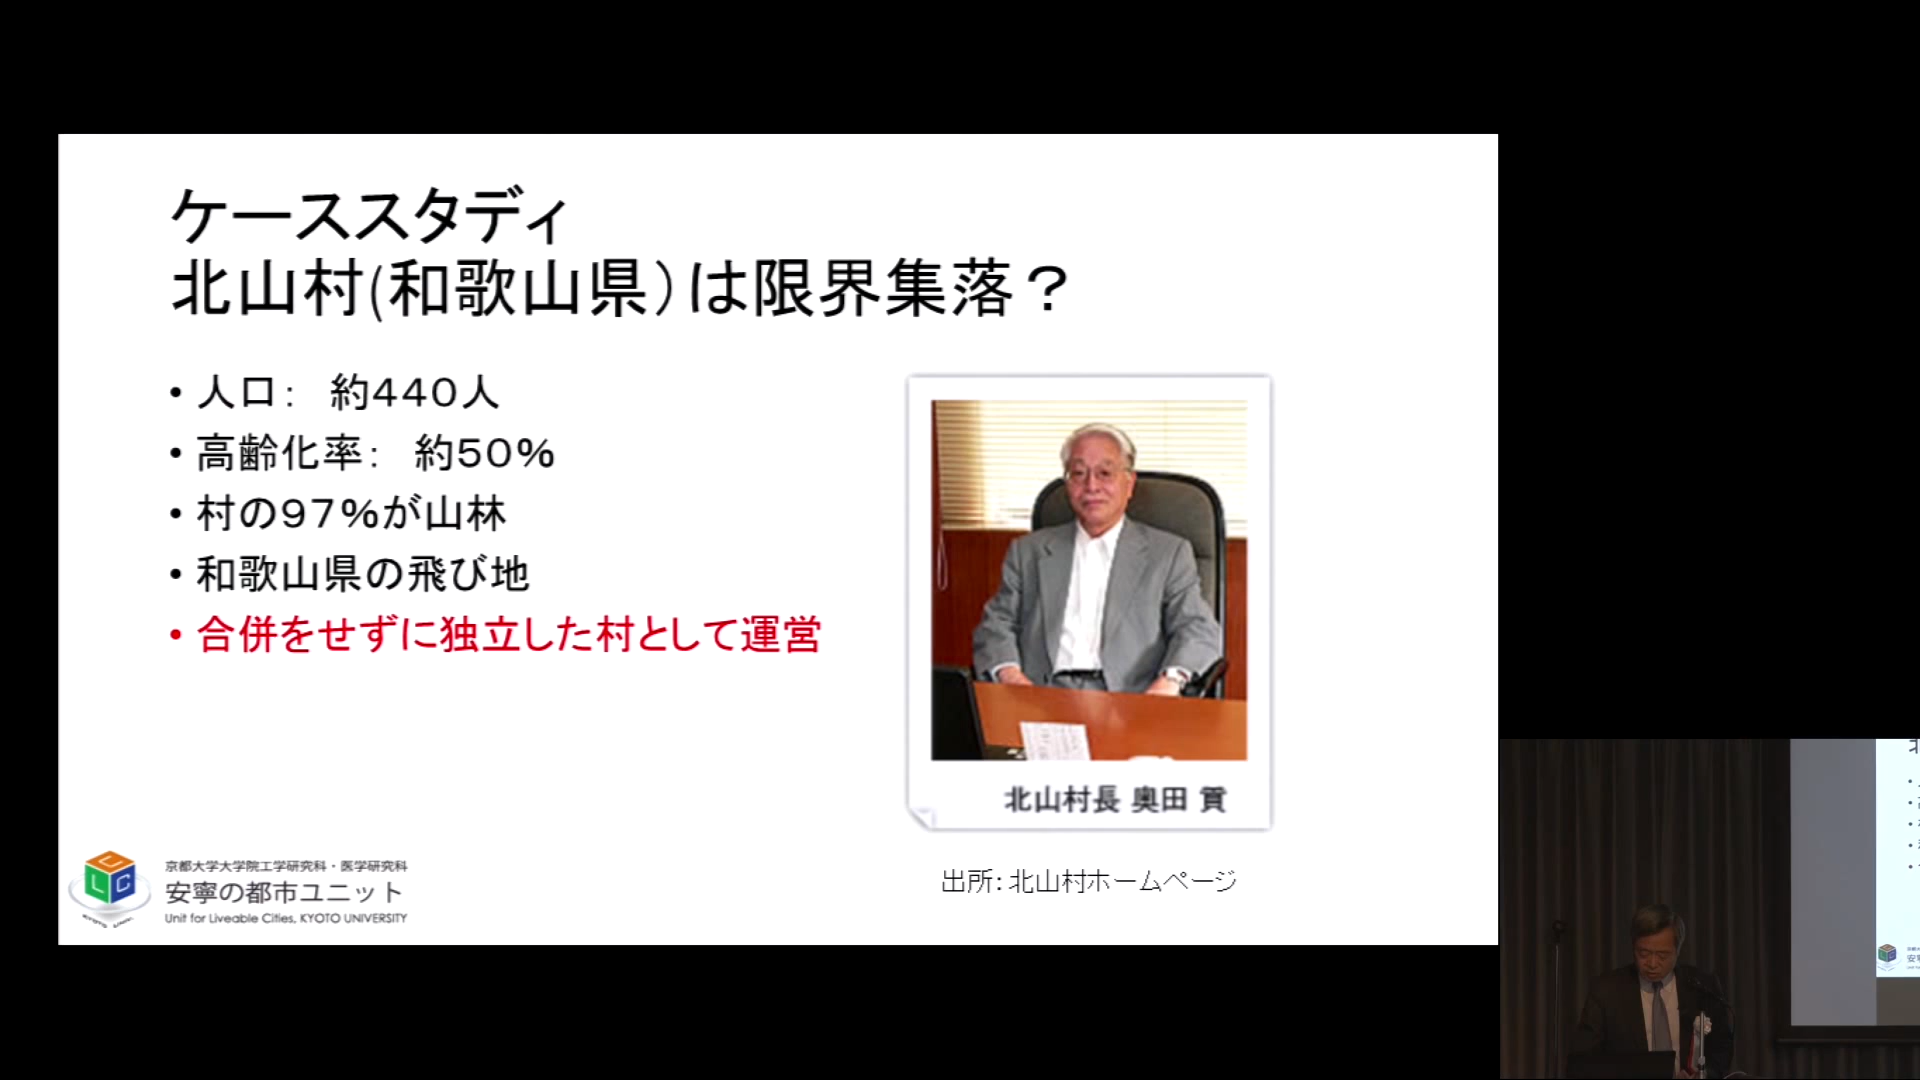 ケーススタディ
北山村(和歌山県)は限界集落？
• 人口： 約440人
• 高齢化率： 約50%
• 村の97%が山林
• 和歌山県の飛び地
• 合併をせずに独立した村として運営
北山村長 奥田 貢
出所：北山村ホームページ
京都大学大学院工学研究科・医学研究科
安寧の都市ユニット
Unit for Liveable Cities, KYOTO UNIVERSITY